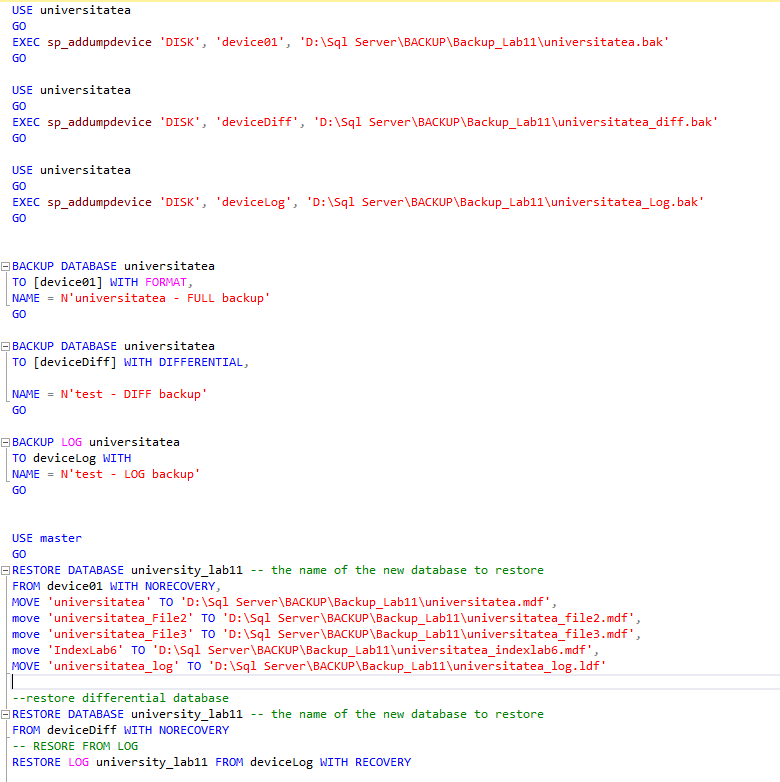 USE universitatea
GO
EXEC sp_addumpdevice 'DISK', 'device01', 'D:\Sql Server\BACKUP\Backup_Lab11\universitatea.bak'
GO
USE universitatea
GO
EXEC sp_addumpdevice 'DISK', 'deviceDiff', 'D:\Sql Server\BACKUP\Backup_Lab11\universitatea_diff.bak'
GO
USE universitatea
GO
EXEC sp_addumpdevice 'DISK', 'deviceLog', 'D:\Sql Server\BACKUP\Backup_Lab11\universitatea_Log.bak'
GO
BACKUP DATABASE universitatea
TO [device01] WITH FORMAT,
NAME = N'universitatea - FULL backup'
GO
BACKUP DATABASE universitatea
TO [deviceDiff] WITH DIFFERENTIAL,
NAME = N'test - DIFF backup'
GO
BACKUP LOG universitatea
TO deviceLog WITH
NAME = N'test - LOG backup'
GO
USE master
GO
RESTORE DATABASE university_lab11 -- the name of the new database to restore
FROM device01 WITH NORECOVERY,
MOVE 'universitatea' TO 'D:\Sql Server\BACKUP\Backup_Lab11\universitatea.mdf',
move 'universitatea_File2' TO 'D:\Sql Server\BACKUP\Backup_Lab11\universitatea_file2.mdf',
move 'universitatea_File3' TO 'D:\Sql Server\BACKUP\Backup_Lab11\universitatea_file3.mdf',
move 'IndexLab6' TO 'D:\Sql Server\BACKUP\Backup_Lab11\universitatea_indexlab6.mdf',
MOVE 'universitatea_log' TO 'D:\Sql Server\BACKUP\Backup_Lab11\universitatea_log.ldf'
--restore differential database
RESTORE DATABASE university_lab11 -- the name of the new database to restore
FROM deviceDiff WITH NORECOVERY
-- RESORE FROM LOG
RESTORE LOG university_lab11 FROM deviceLog WITH RECOVERY